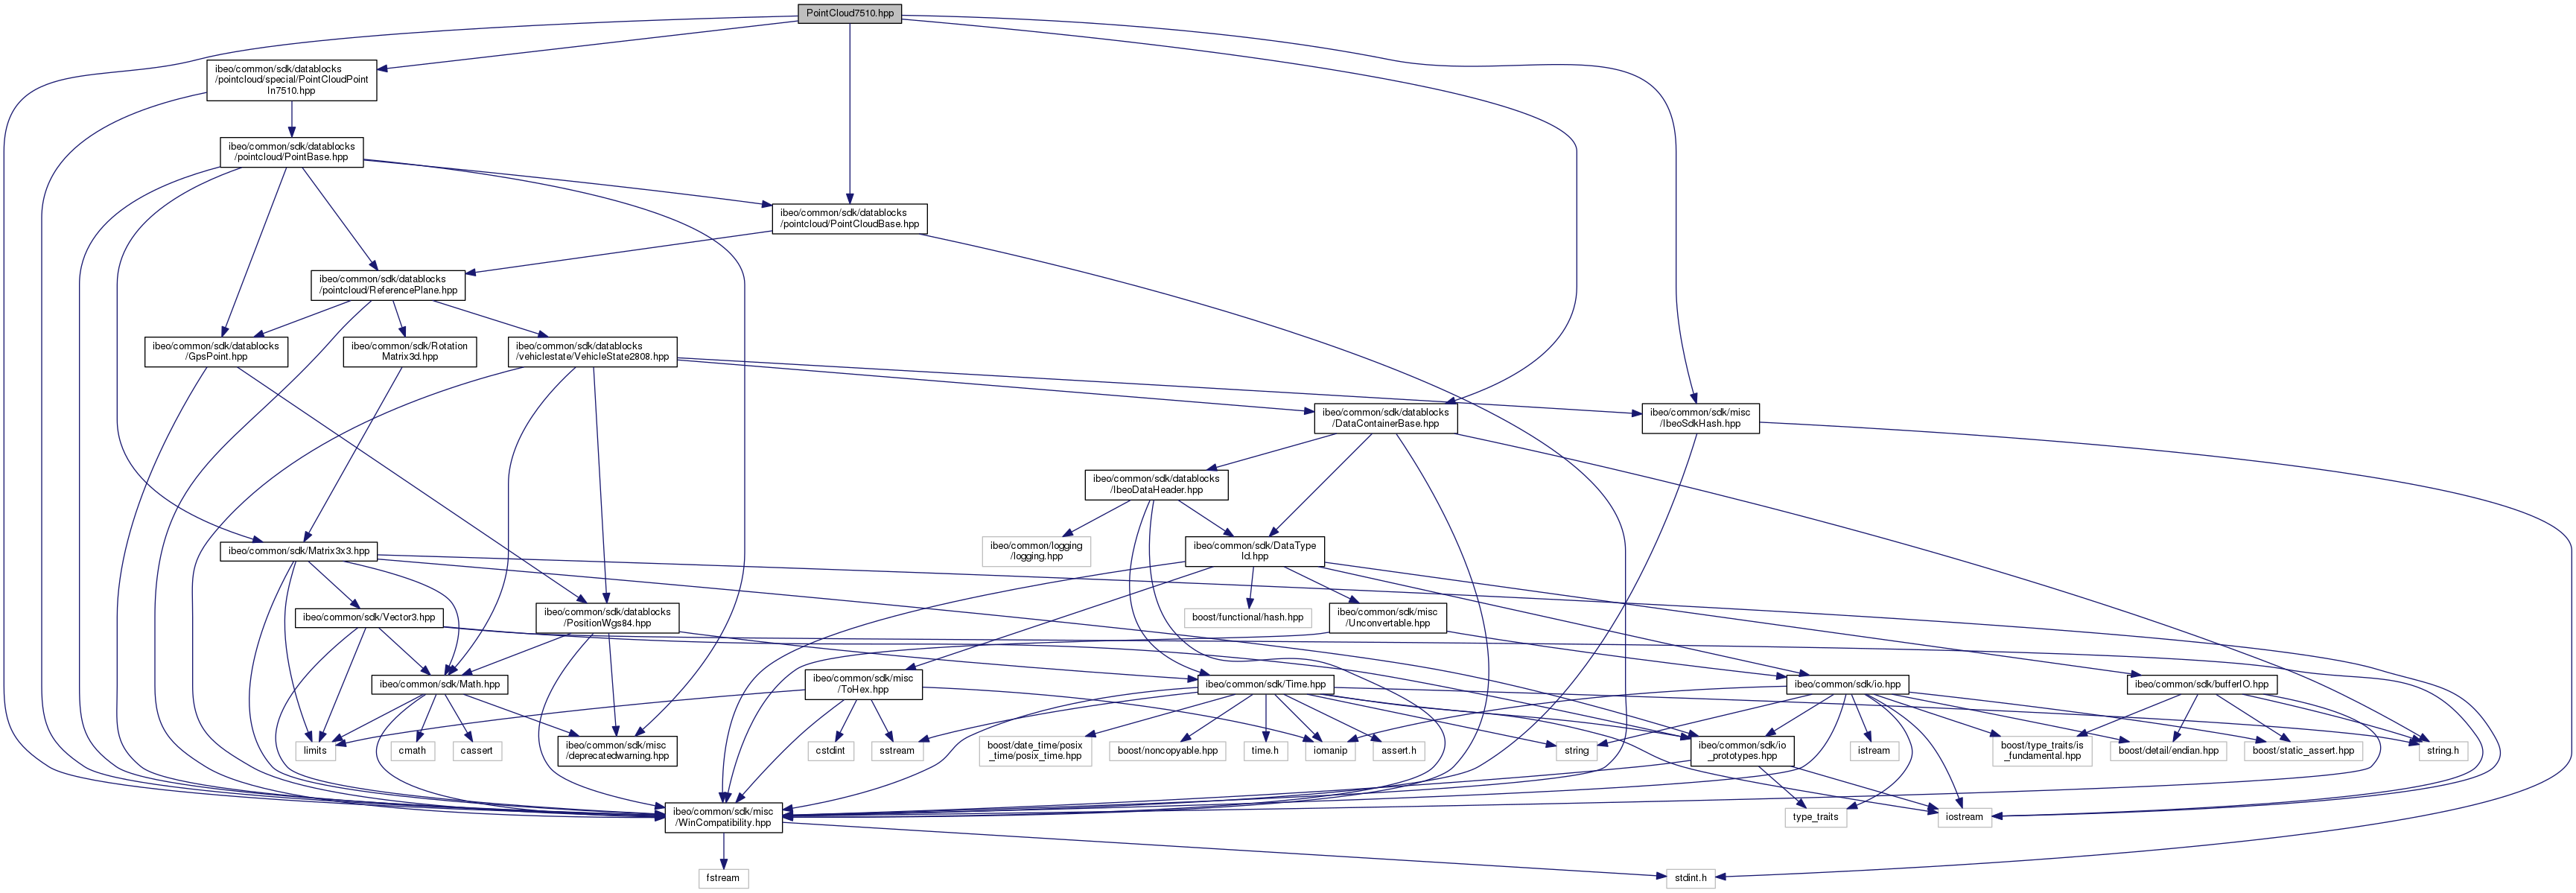 PointCloud7510.hpp
ibeo/common/sdk/datablocks
/pointcloud/special/PointCloudPoint
In7510.hpp
ibeo/common/sdk/datablocks
/pointcloud/PointBase.hpp
ibeo/common/sdk/datablocks
/pointcloud/PointCloudBase.hpp
ibeo/common/sdk/datablocks
/pointcloud/ReferencePlane.hpp
ibeo/common/sdk/datablocks
/GpsPoint.hpp
ibeo/common/sdk/Rotation
Matrix3d.hpp
ibeo/common/sdk/datablocks
/vehiclestate/VehicleState2808.hpp
ibeo/common/sdk/datablocks
/DataContainerBase.hpp
ibeo/common/sdk/misc
/IbeoSdkHash.hpp
ibeo/common/sdk/datablocks
/IbeoDataHeader.hpp
ibeo/common/sdk/Matrix3x3.hpp
ibeo/common/logging
/logging.hpp
ibeo/common/sdk/DataType
Id.hpp
ibeo/common/sdk/Vector3.hpp
ibeo/common/sdk/datablocks
/PositionWgs84.hpp
boost/functional/hash.hpp
ibeo/common/sdk/misc
/Unconvertable.hpp
ibeo/common/sdk/Math.hpp
ibeo/common/sdk/misc
/ToHex.hpp
ibeo/common/sdk/Time.hpp
ibeo/common/sdk/io.hpp
ibeo/common/sdk/bufferIO.hpp
limits
cmath
cassert
ibeo/common/sdk/misc
/deprecatedwarning.hpp
cstdint
sstream
boost/date_time/posix
_time/posix_time.hpp
boost/noncopyable.hpp
time.h
iomanip
assert.h
string
ibeo/common/sdk/io
_prototypes.hpp
istream
boost/type_traits/is
_fundamental.hpp
boost/detail/endian.hpp
boost/static_assert.hpp
string.h
ibeo/common/sdk/misc
/WinCompatibility.hpp
type_traits
iostream
fstream
stdint.h